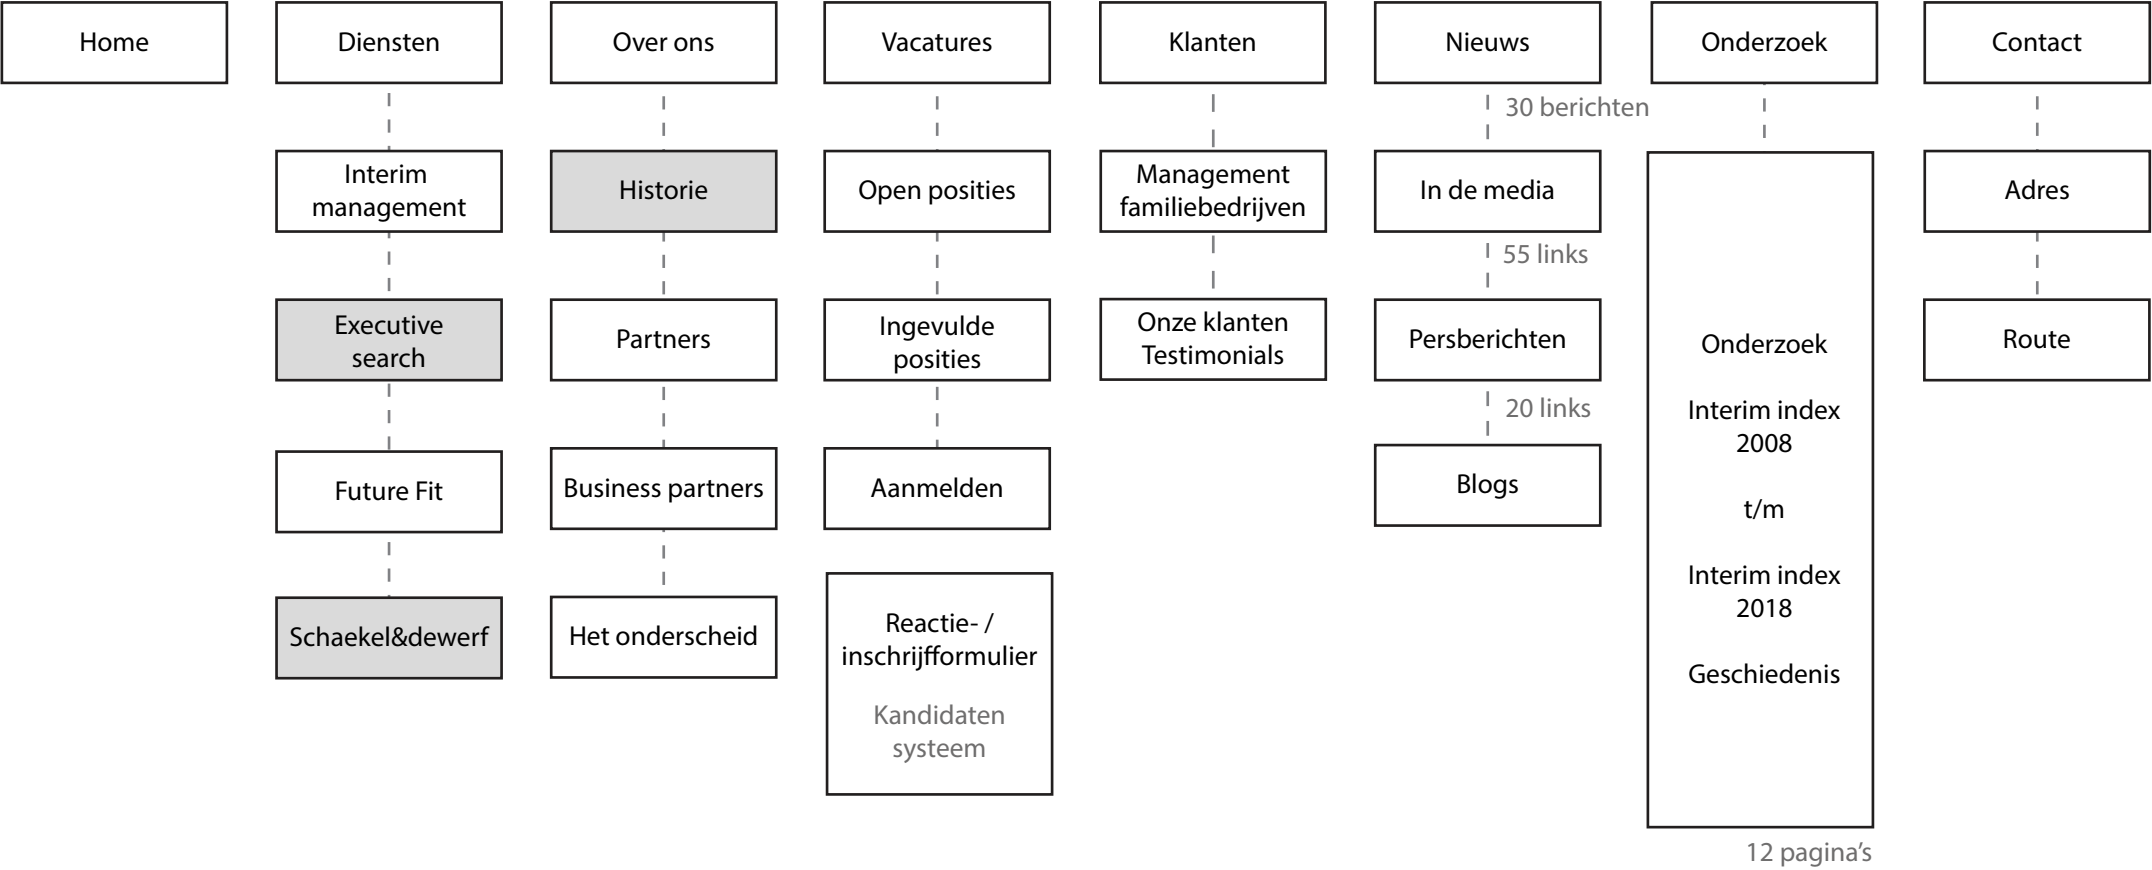 Home
Diensten
Over ons
Vacatures
Klanten
Nieuws
Onderzoek
Contact
Interim
management
Executive
search
Future Fit
Schaekel&dewerf
Historie
Partners
Business partners
Het onderscheid
Open posities
Ingevulde
posities
Aanmelden
Reactie- /
inschrijfformulier
Kandidaten
systeem
Management
familiebedrijven
Onze klanten
Testimonials
30 berichten
In de media
55 links
Persberichten
20 links
Blogs
Onderzoek
Interim index
2008
t/m
Interim index
2018
Geschiedenis
12 pagina's
Adres
Route